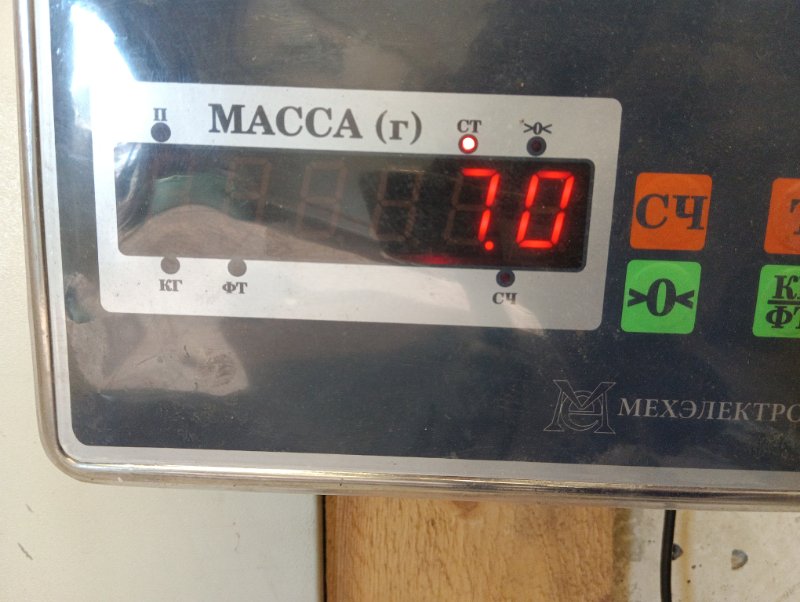 П МАССА (г) СТ >0<
7.0
КГ ФТ СЧ
СЧ
>0<
МЕХЭЛЕКТРО